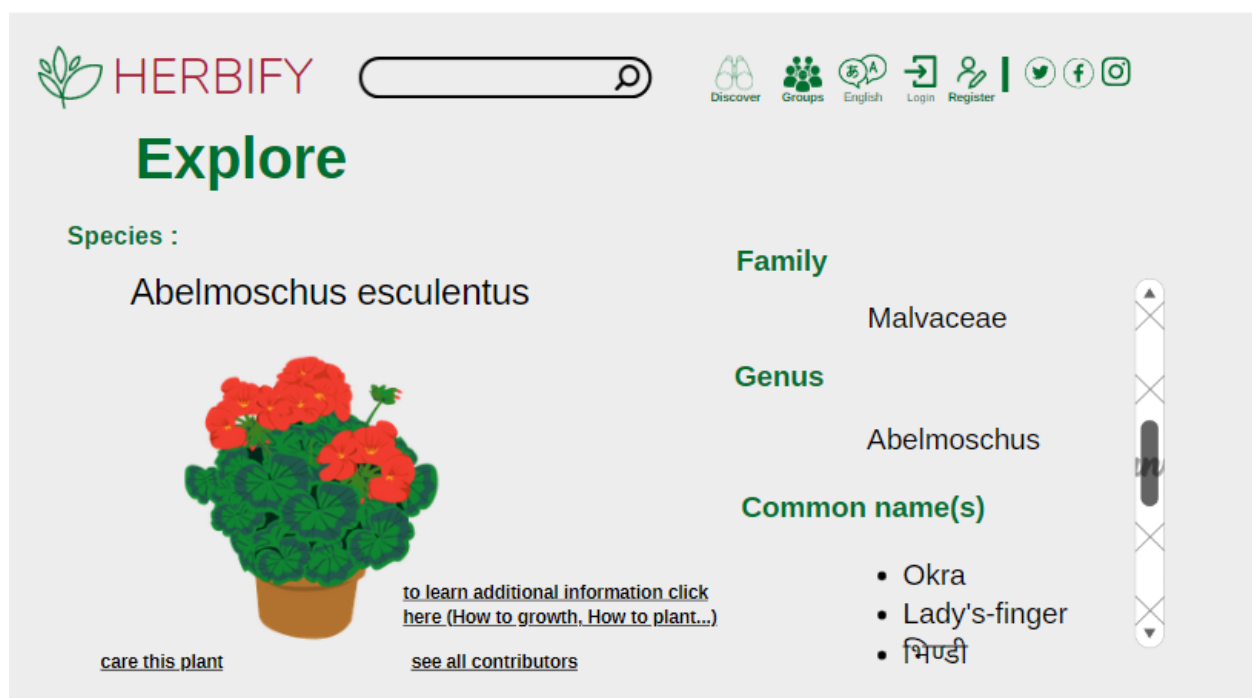 HERBIFY
Discover
Groups
English
Login
Register
Explore
Species :
Abelmoschus esculentus
Family
Malvaceae
Genus
Abelmoschus
Common name(s)
Okra
Lady's-finger
भिण्डी
to learn additional information click
here (How to growth, How to plant...)
care this plant
see all contributors